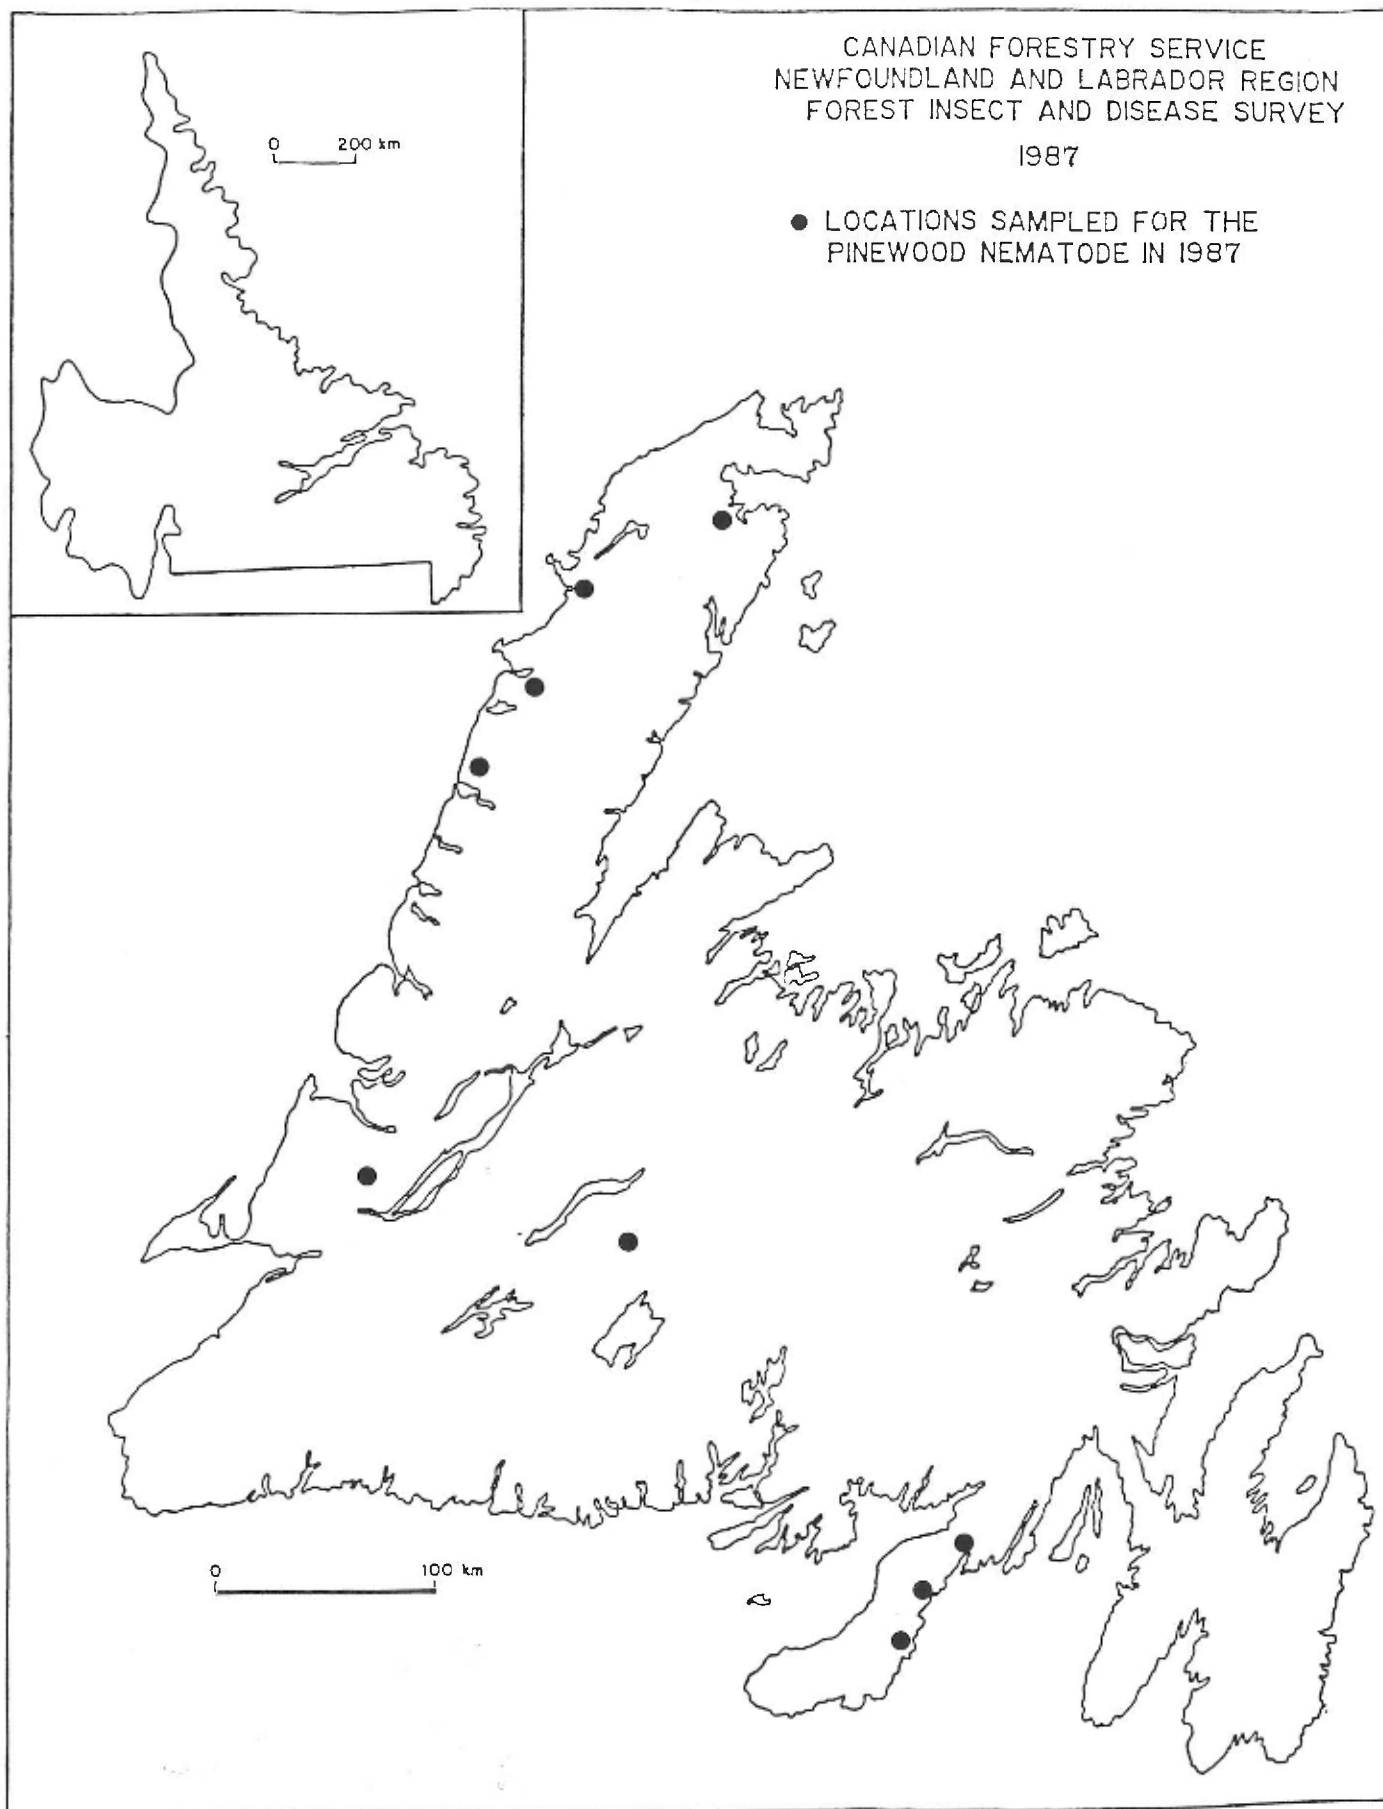 CANADIAN FORESTRY SERVICE
NEWFOUNDLAND AND LABRADOR REGION
FOREST INSECT AND DISEASE SURVEY
1987
LOCATIONS SAMPLED FOR THE
PINEWOOD NEMATODE IN 1987
0 200 km
0 100 km